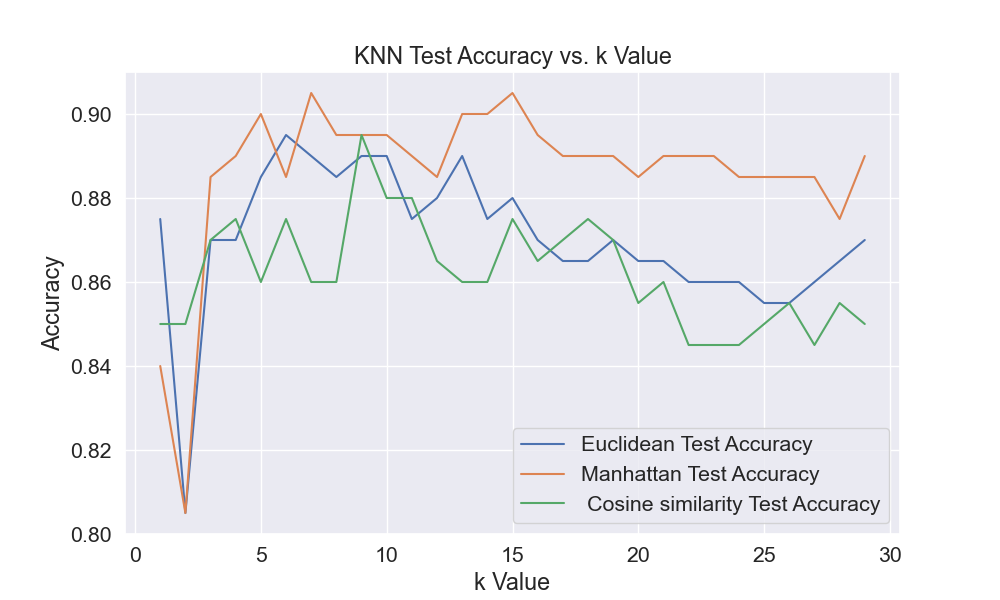 KNN Test Accuracy vs. k Value
0.90
0.88
0.86
0.84
0.82
0.80
Accuracy
Euclidean Test Accuracy
Manhattan Test Accuracy
Cosine similarity Test Accuracy
0 5 10 15 20 25 30
k Value